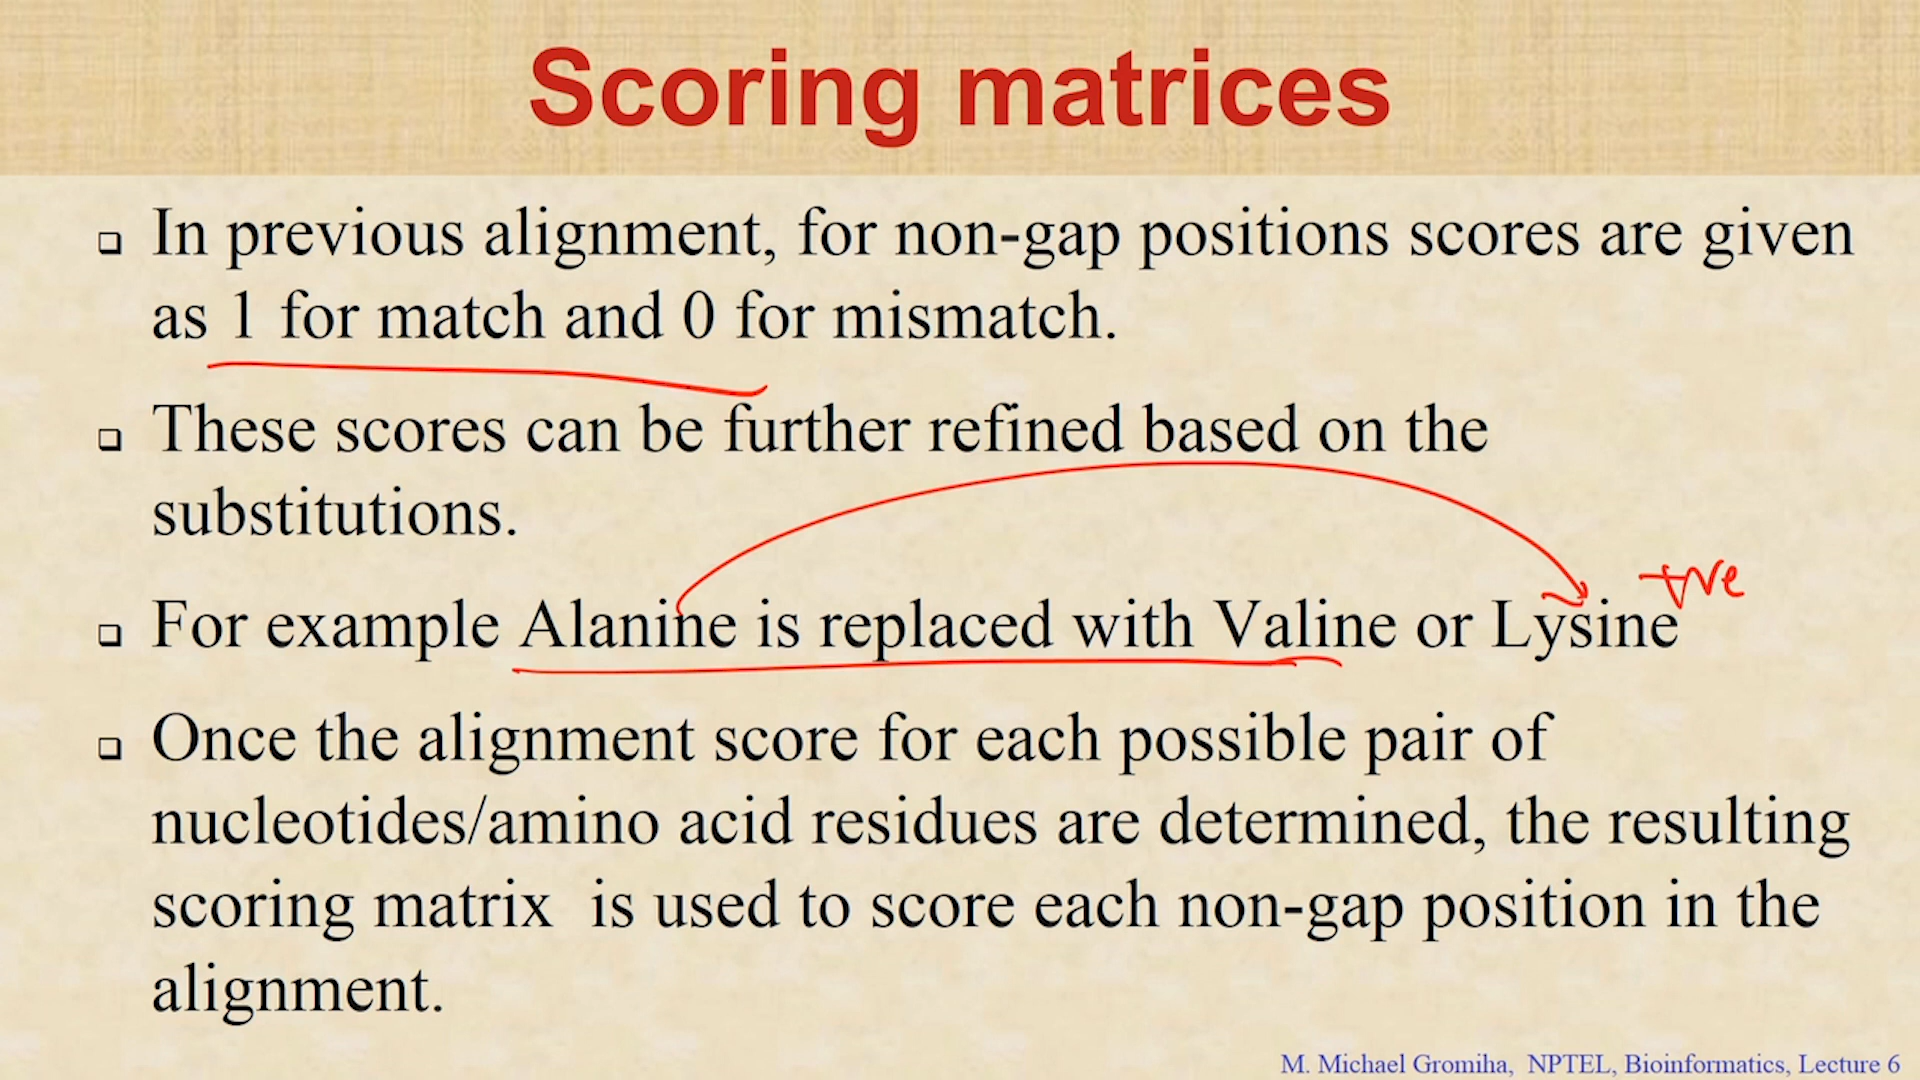 Scoring matrices
❑ In previous alignment, for non-gap positions scores are given
as 1 for match and 0 for mismatch.
❑ These scores can be further refined based on the
substitutions.
+ve
❑ For example Alanine is replaced with Valine or Lysine
❑ Once the alignment score for each possible pair of
nucleotides/amino acid residues are determined, the resulting
scoring matrix is used to score each non-gap position in the
alignment.
M. Michael Gromiha, NPTEL, Bioinformatics, Lecture 6